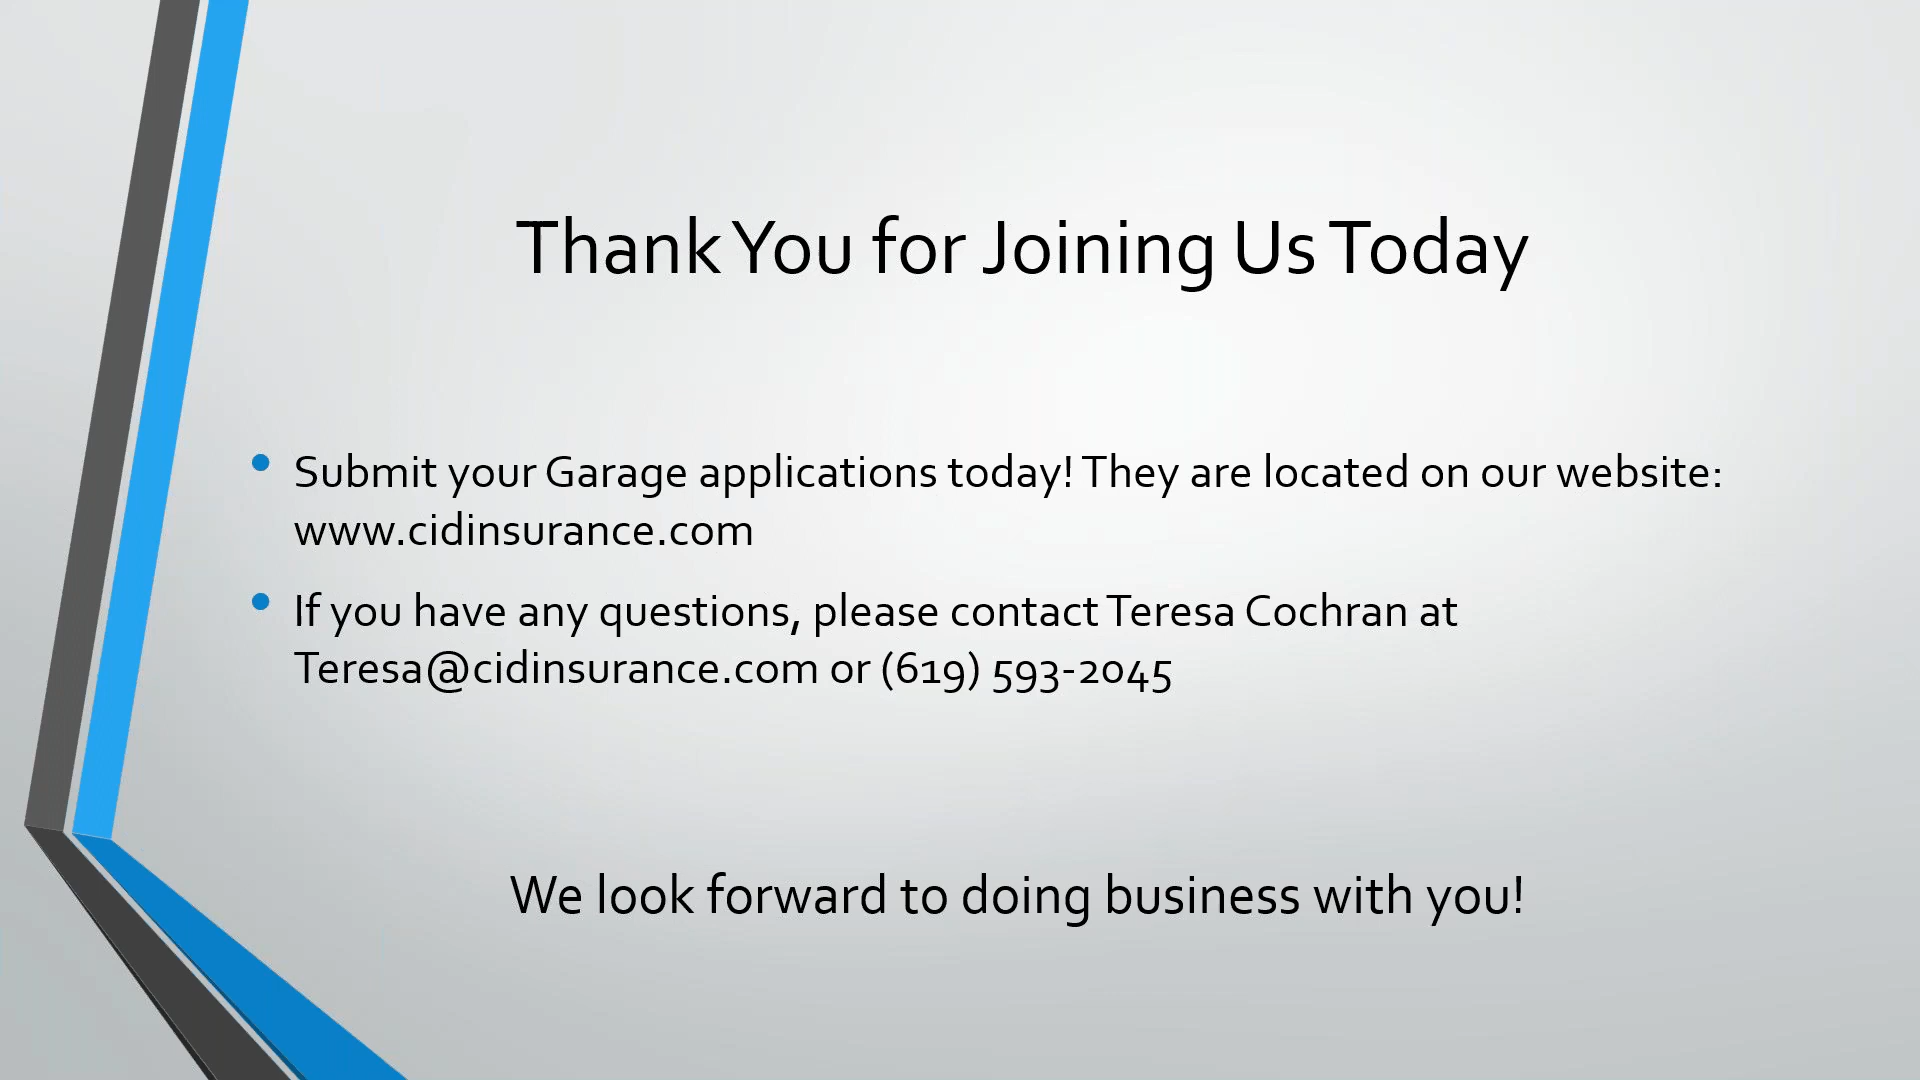 Thank You for Joining Us Today
• Submit your Garage applications today! They are located on our website:
www.cidinsurance.com
• If you have any questions, please contact Teresa Cochran at
Teresa@cidinsurance.com or (619) 593-2045
We look forward to doing business with you!